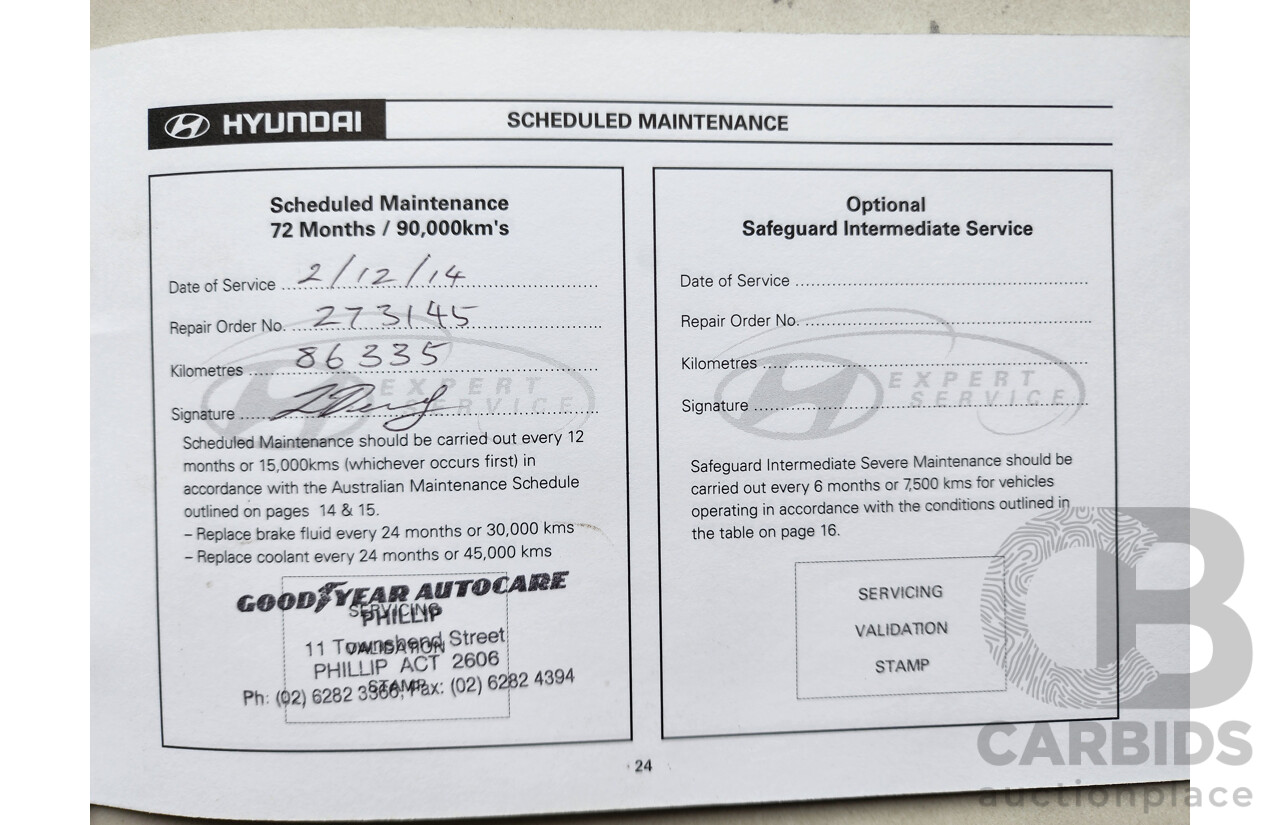 HYUNDAI
SCHEDULED MAINTENANCE
Scheduled Maintenance
72 Months / 90,000km's
Date of Service 2/12/14
Repair Order No. 273145
Kilometres 86335
Signature
EXPERT
SERVICE
Scheduled Maintenance should be carried out every 12
months or 15,000kms (whichever occurs first) in
accordance with the Australian Maintenance Schedule
outlined on pages 14 & 15.
– Replace brake fluid every 24 months or 30,000 kms
– Replace coolant every 24 months or 45,000 kms
GOODYEAR AUTOCARE
SERVICING
PHILLIP
11 Townshend Street
VALIDATION
PHILLIP ACT 2606
STAMP
Ph: (02) 6282 3366, Fax: (02) 6282 4394
Optional
Safeguard Intermediate Service
Date of Service
Repair Order No.
Kilometres
Signature
EXPERT
SERVICE
Safeguard Intermediate Severe Maintenance should be
carried out every 6 months or 7,500 kms for vehicles
operating in accordance with the conditions outlined in
the table on page 16.
SERVICING
VALIDATION
STAMP
24
CB
CARBIDS
auctionplace